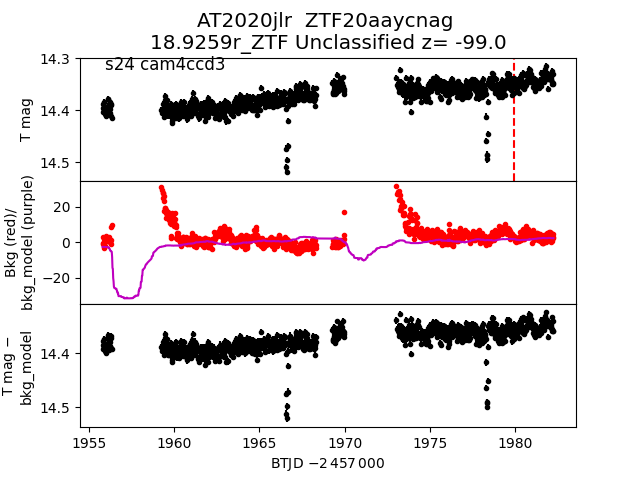 AT2020jlr  ZTF20aaycnag
18.9259r_ZTF Unclassified z= -99.0
s24 cam4ccd3
T mag
14.3
14.4
14.5
Bkg (red)/
bkg_model (purple)
20
0
−20
T mag −
bkg_model
14.4
14.5
1955 1960 1965 1970 1975 1980
BTJD −2 457 000